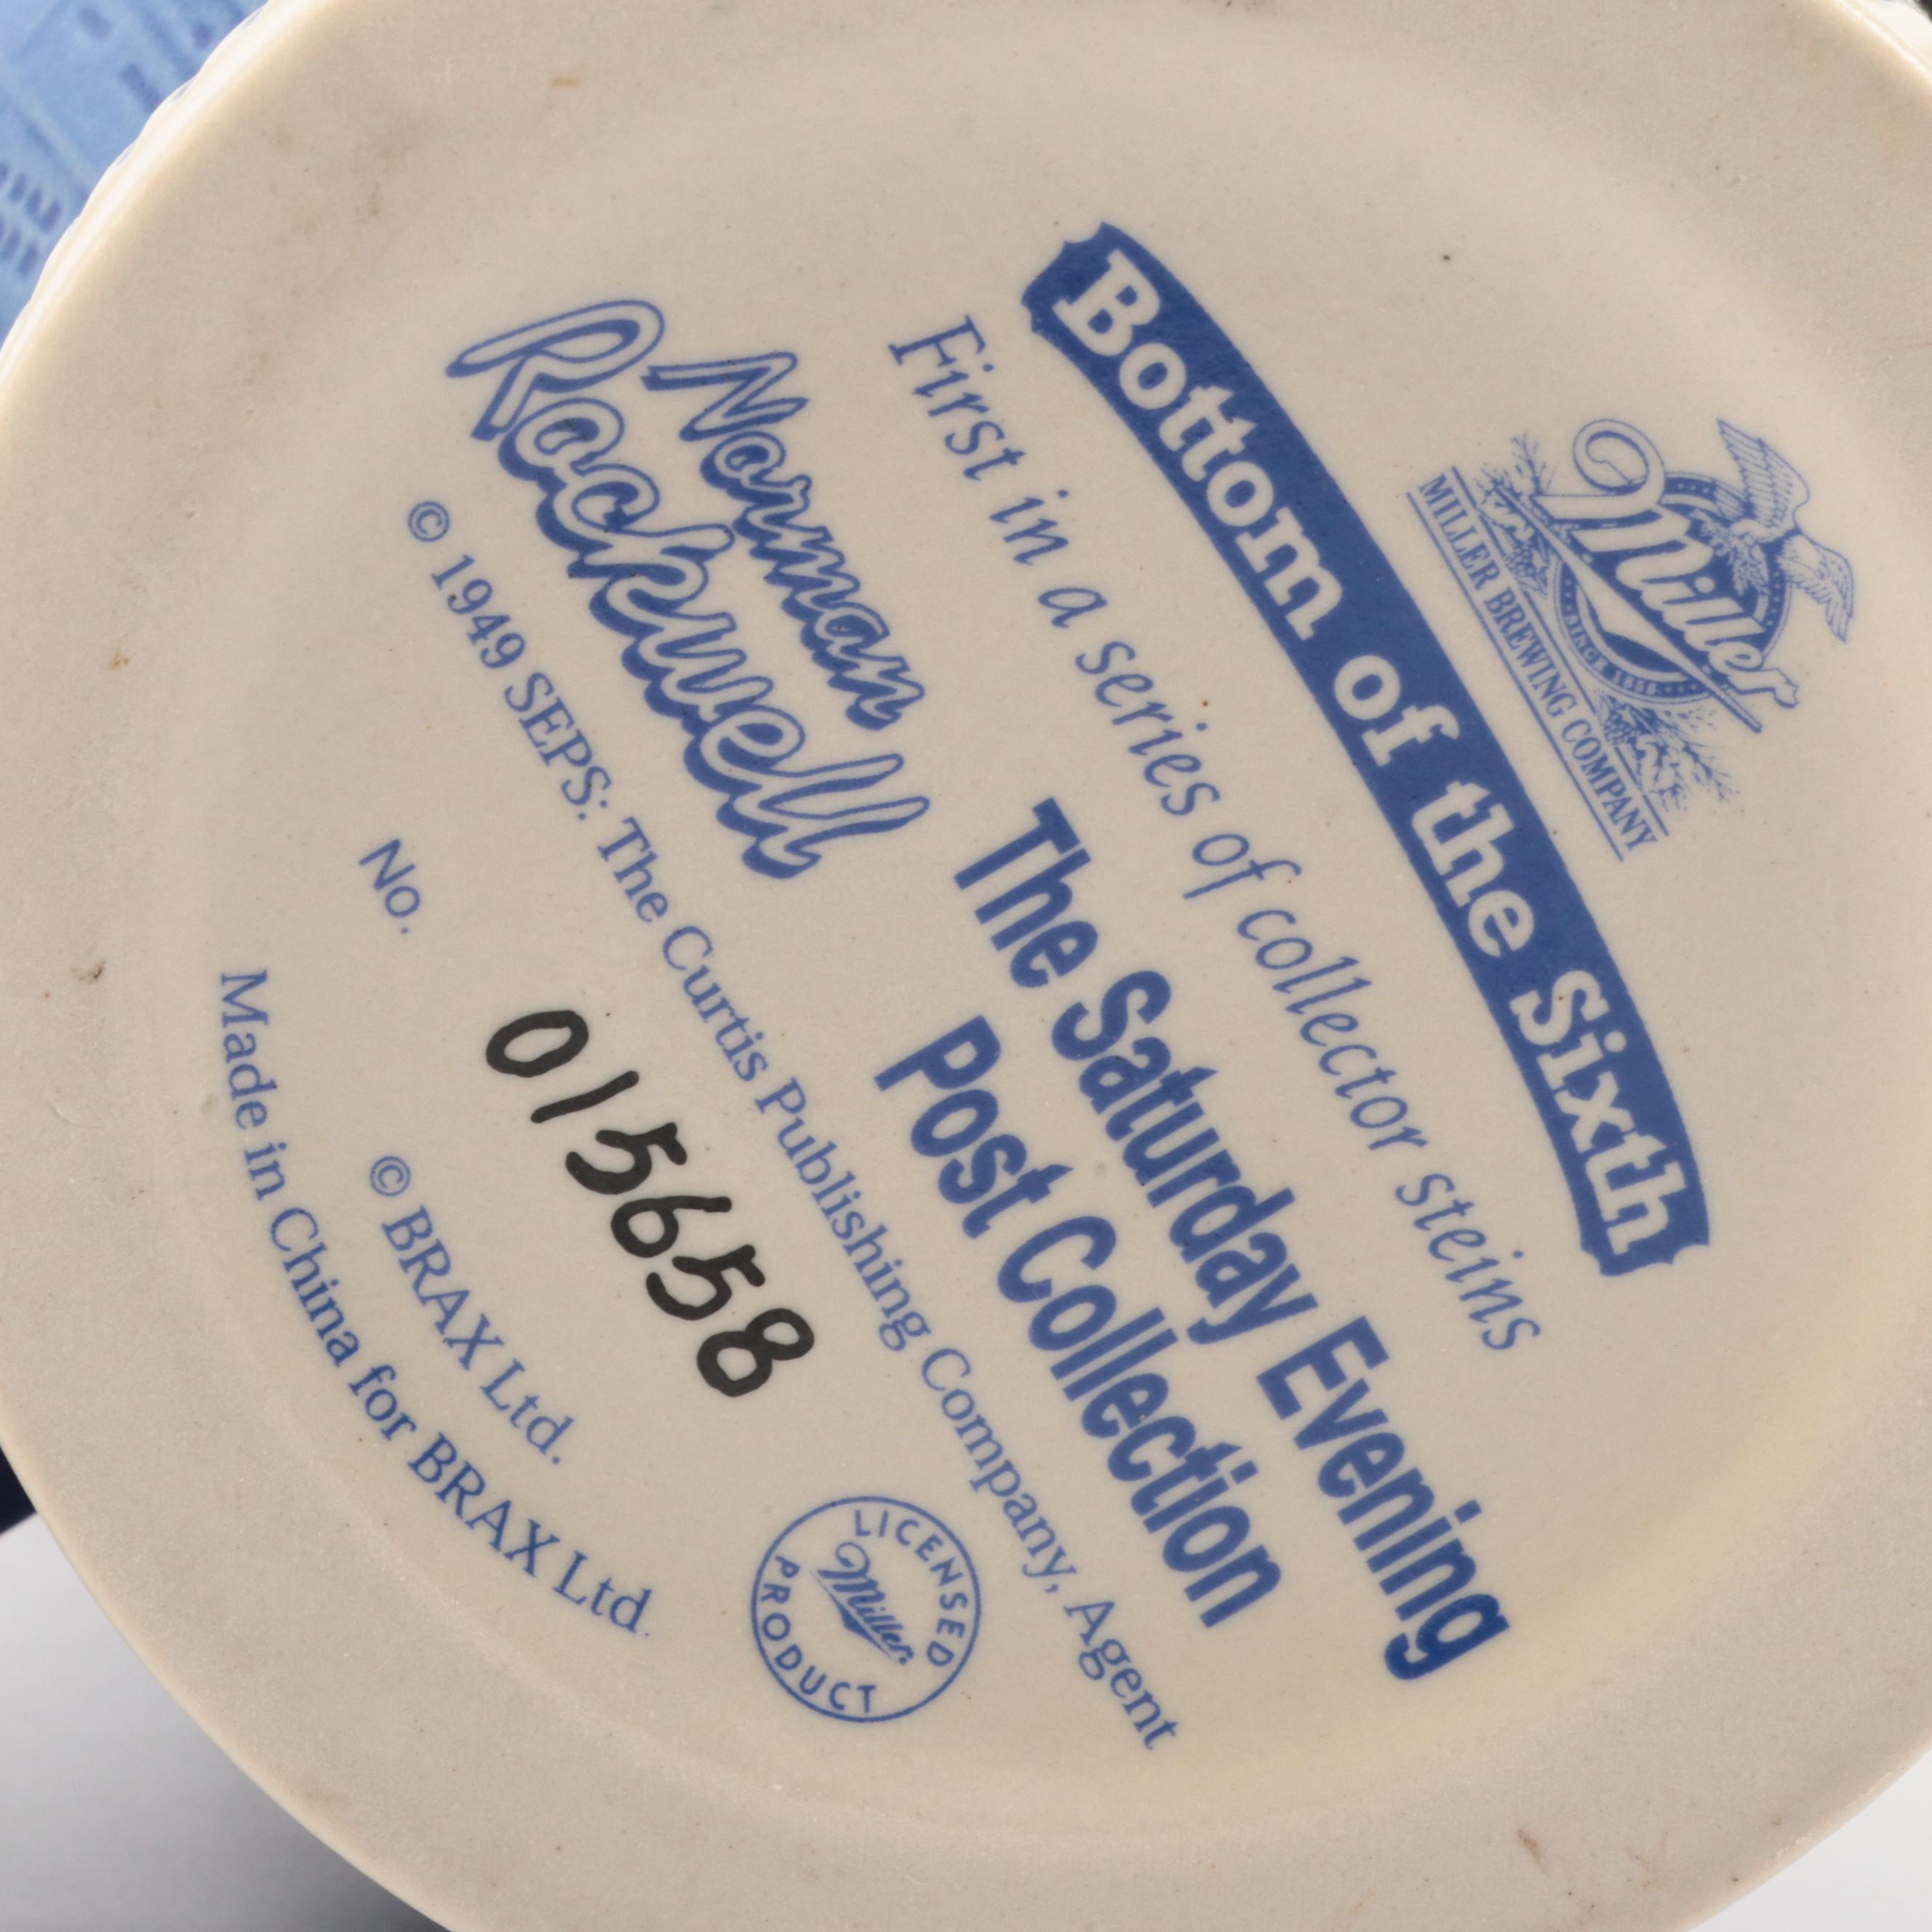 Miller
SINCE 1855
MILLER BREWING COMPANY
Bottom of the Sixth
First in a series of collector steins
Norman
Rockwell
The Saturday Evening
Post Collection
© 1949 SEPS: The Curtis Publishing Company, Agent
No. 015658
LICENSED
Miller
PRODUCT
© BRAX Ltd.
Made in China for BRAX Ltd.